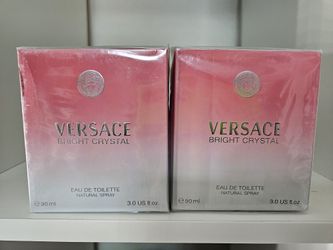 VERSACE
BRIGHT CRYSTAL
EAU DE TOILETTE
NATURAL SPRAY
℮ 90 ml 3.0 US fl.oz.
VERSACE
BRIGHT CRYSTAL
EAU DE TOILETTE
NATURAL SPRAY
℮ 90 ml 3.0 US fl.oz.